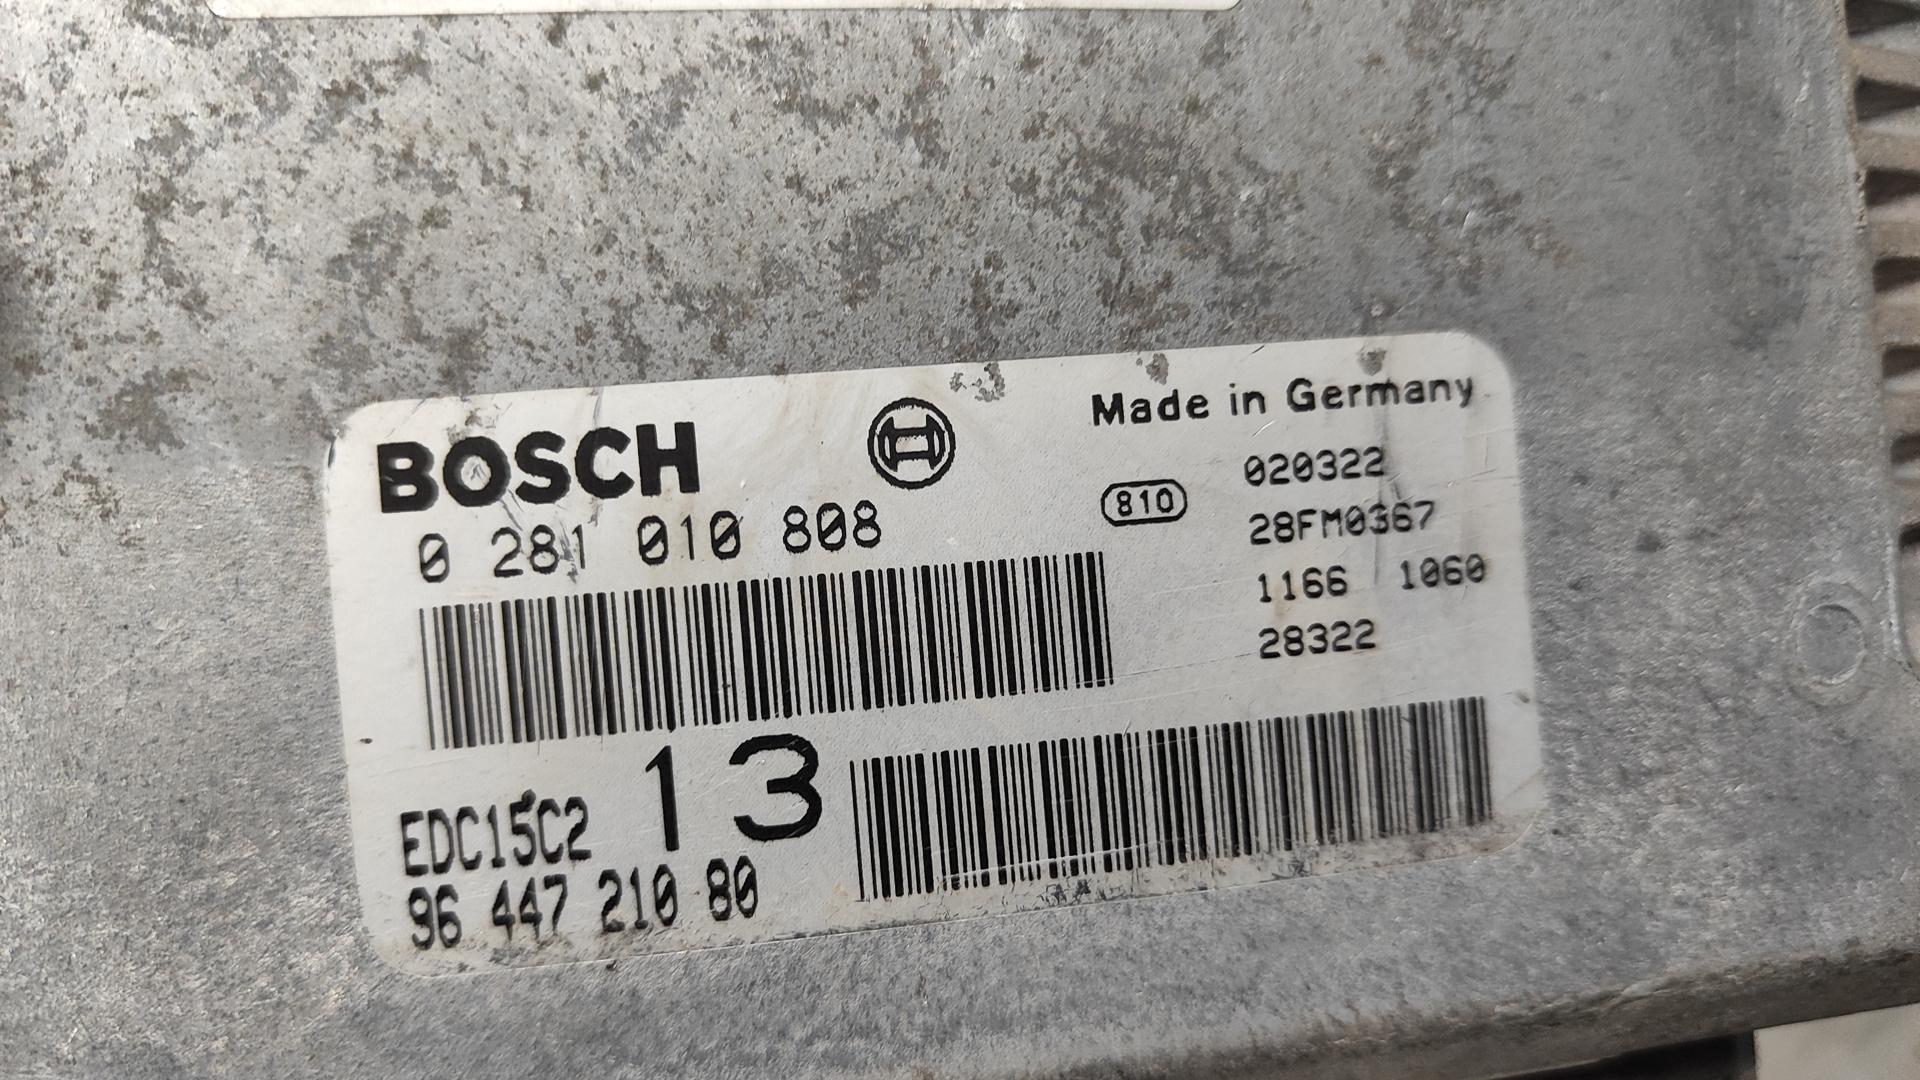 BOSCH
0 281 010 808
Made in Germany
810
020322
28FM0367
1166 1060
28322
13
EDC15C2
96 447 210 80